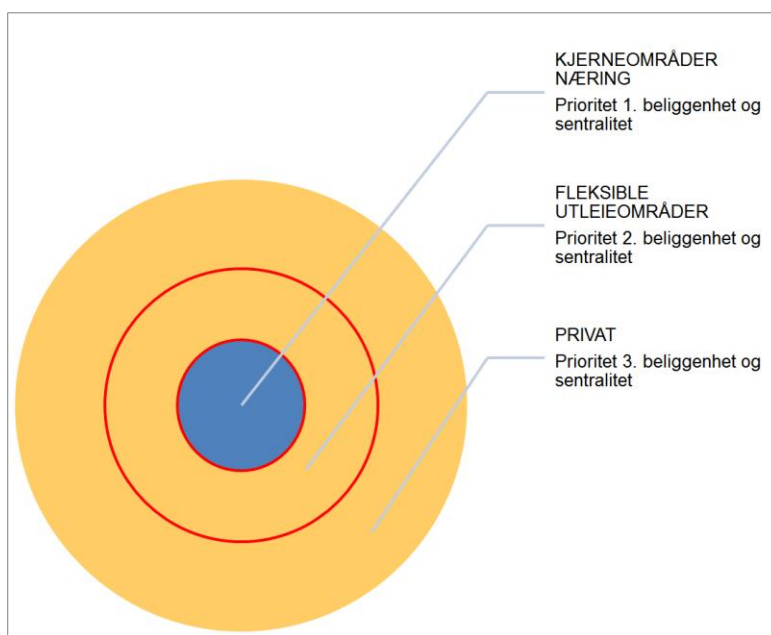 KJERNEOMRÅDER
NÆRING
Prioritet 1. beliggenhet og
sentralitet
FLEKSIBLE
UTLEIEOMRÅDER
Prioritet 2. beliggenhet og
sentralitet
PRIVAT
Prioritet 3. beliggenhet og
sentralitet